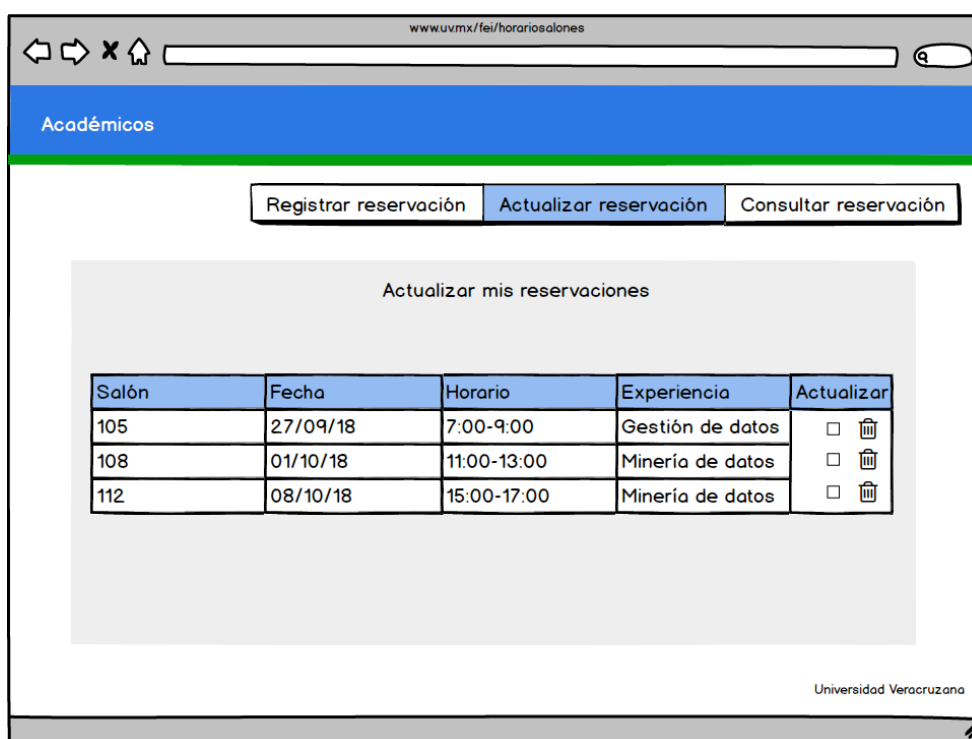 www.uv.mx/fei/horariosalones
Académicos
Registrar reservación Actualizar reservación Consultar reservación
Actualizar mis reservaciones
Salón Fecha Horario Experiencia Actualizar
105 27/09/18 7:00-9:00 Gestión de datos
108 01/10/18 11:00-13:00 Minería de datos
112 08/10/18 15:00-17:00 Minería de datos
Universidad Veracruzana